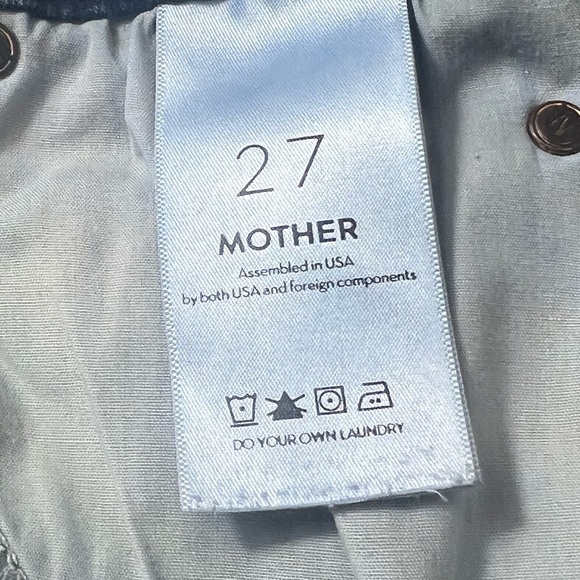 27
MOTHER
Assembled in USA
by both USA and foreign components
DO YOUR OWN LAUNDRY